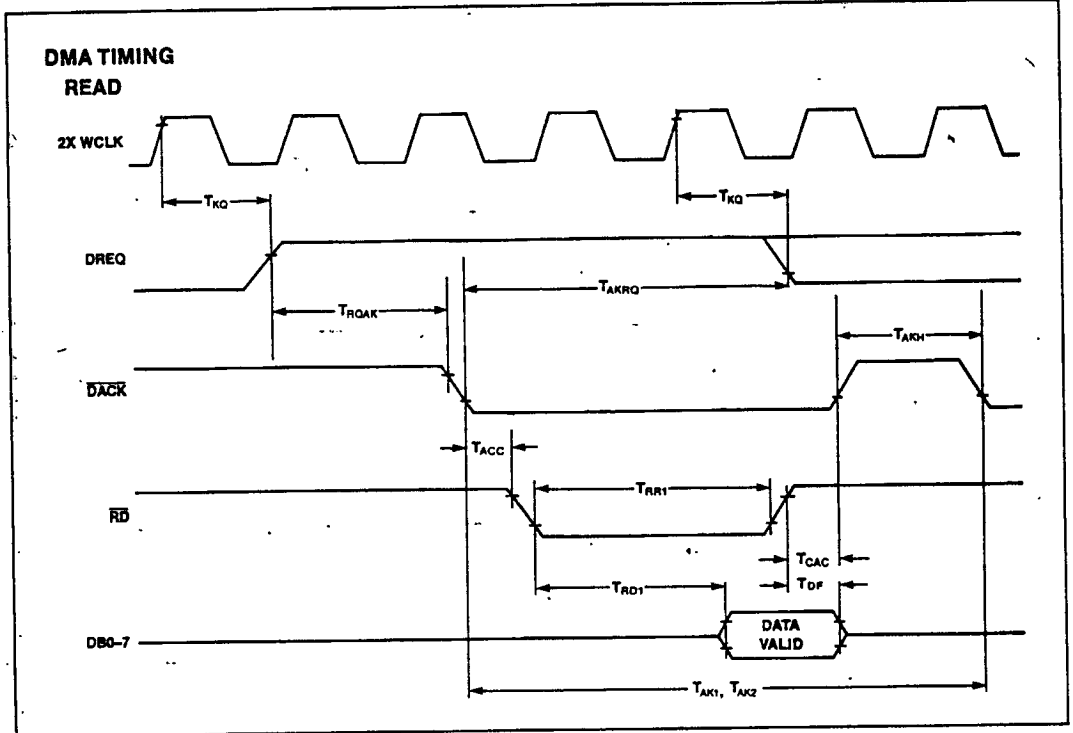 DMA TIMING
READ
2X WCLK
TKQ
TKQ
DREQ
TAKRQ
TRQAK
TAKH
DACK
TACC
TRR1
RD
TCAC
TRD1
TDF
DB0–7
DATA
VALID
TAK1, TAK2